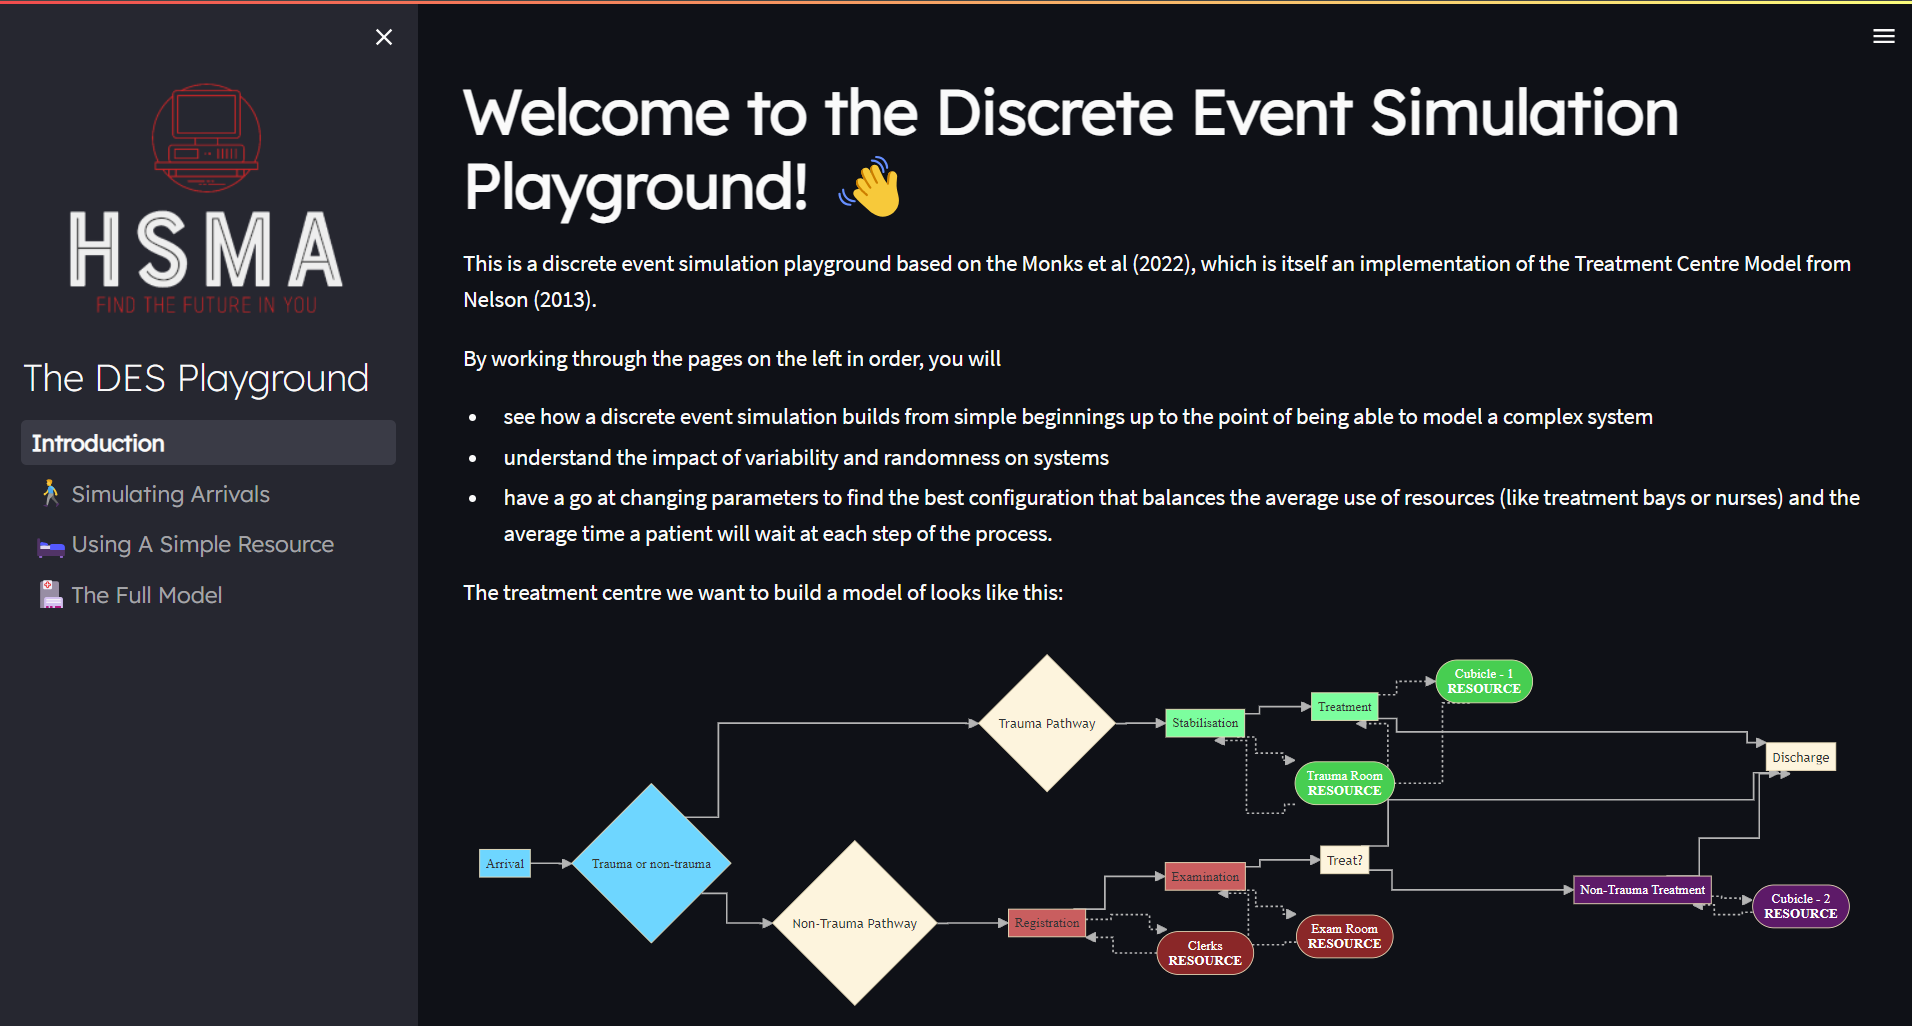 HSMA
FIND THE FUTURE IN YOU
The DES Playground
Introduction
Simulating Arrivals
Using A Simple Resource
The Full Model
Welcome to the Discrete Event Simulation
Playground!
This is a discrete event simulation playground based on the Monks et al (2022), which is itself an implementation of the Treatment Centre Model from
Nelson (2013).
By working through the pages on the left in order, you will
• see how a discrete event simulation builds from simple beginnings up to the point of being able to model a complex system
• understand the impact of variability and randomness on systems
• have a go at changing parameters to find the best configuration that balances the average use of resources (like treatment bays or nurses) and the
average time a patient will wait at each step of the process.
The treatment centre we want to build a model of looks like this:
Arrival
Trauma or non-trauma
Trauma Pathway
Stabilisation
Treatment
Cubicle - 1
RESOURCE
Trauma Room
RESOURCE
Discharge
Non-Trauma Pathway
Registration
Clerks
RESOURCE
Examination
Exam Room
RESOURCE
Treat?
Non-Trauma Treatment
Cubicle - 2
RESOURCE